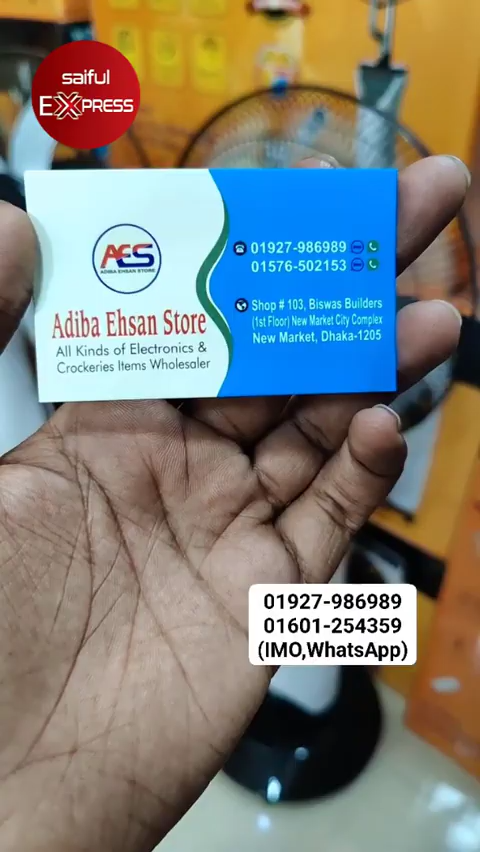 saiful
EXPRESS
AES
ADIBA EHSAN STORE
Adiba Ehsan Store
All Kinds of Electronics &
Crockeries Items Wholesaler
01927-986989
01576-502153
Shop # 103, Biswas Builders
(1st Floor) New Market City Complex
New Market, Dhaka-1205
01927-986989
01601-254359
(IMO,WhatsApp)